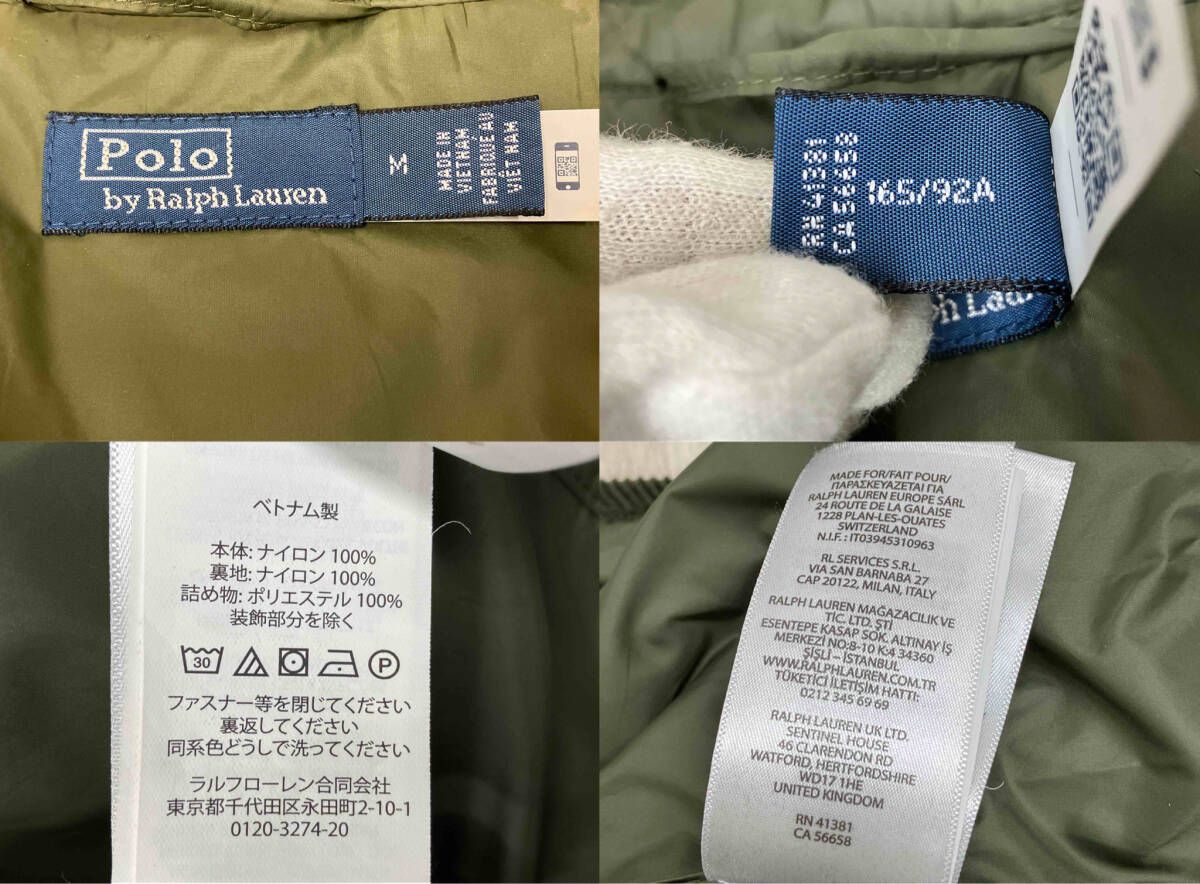 Polo
by Ralph Lauren
M
MADE IN
VIETNAM
FABRIQUÉ AU
VIÊT NAM
RN 41381
CA 56658
165/92A
ph Lau
ベトナム製
本体: ナイロン 100%
裏地: ナイロン 100%
詰め物: ポリエステル 100%
装飾部分を除く
30
P
ファスナー等を閉じてください
裏返してください
同系色どうしで洗ってください
ラルフローレン合同会社
東京都千代田区永田町2-10-1
0120-3274-20
MADE FOR/FAIT POUR/
ΠΑΡΑΣΚΕΥΑΖΕΤΑΙ ΓΙΑ
RALPH LAUREN EUROPE SÁRL
24 ROUTE DE LA GALAISE
1228 PLAN-LES-OUATES
SWITZERLAND
N.I.F.: IT03945310963
RL SERVICES S.R.L.
VIA SAN BARNABA 27
CAP 20122, MILAN, ITALY
RALPH LAUREN MAĞAZACILIK VE
TİC. LTD. ŞTİ
ESENTEPE KASAP SOK. ALTINAY İŞ
MERKEZİ NO:8-10 K:4 34360
ŞİŞLİ – İSTANBUL
WWW.RALPHLAUREN.COM.TR
TÜKETİCİ İLETİŞİM HATTI:
0212 345 69 69
RALPH LAUREN UK LTD.
SENTINEL HOUSE
46 CLARENDON RD
WATFORD, HERTFORDSHIRE
WD17 1HE
UNITED KINGDOM
RN 41381
CA 56658